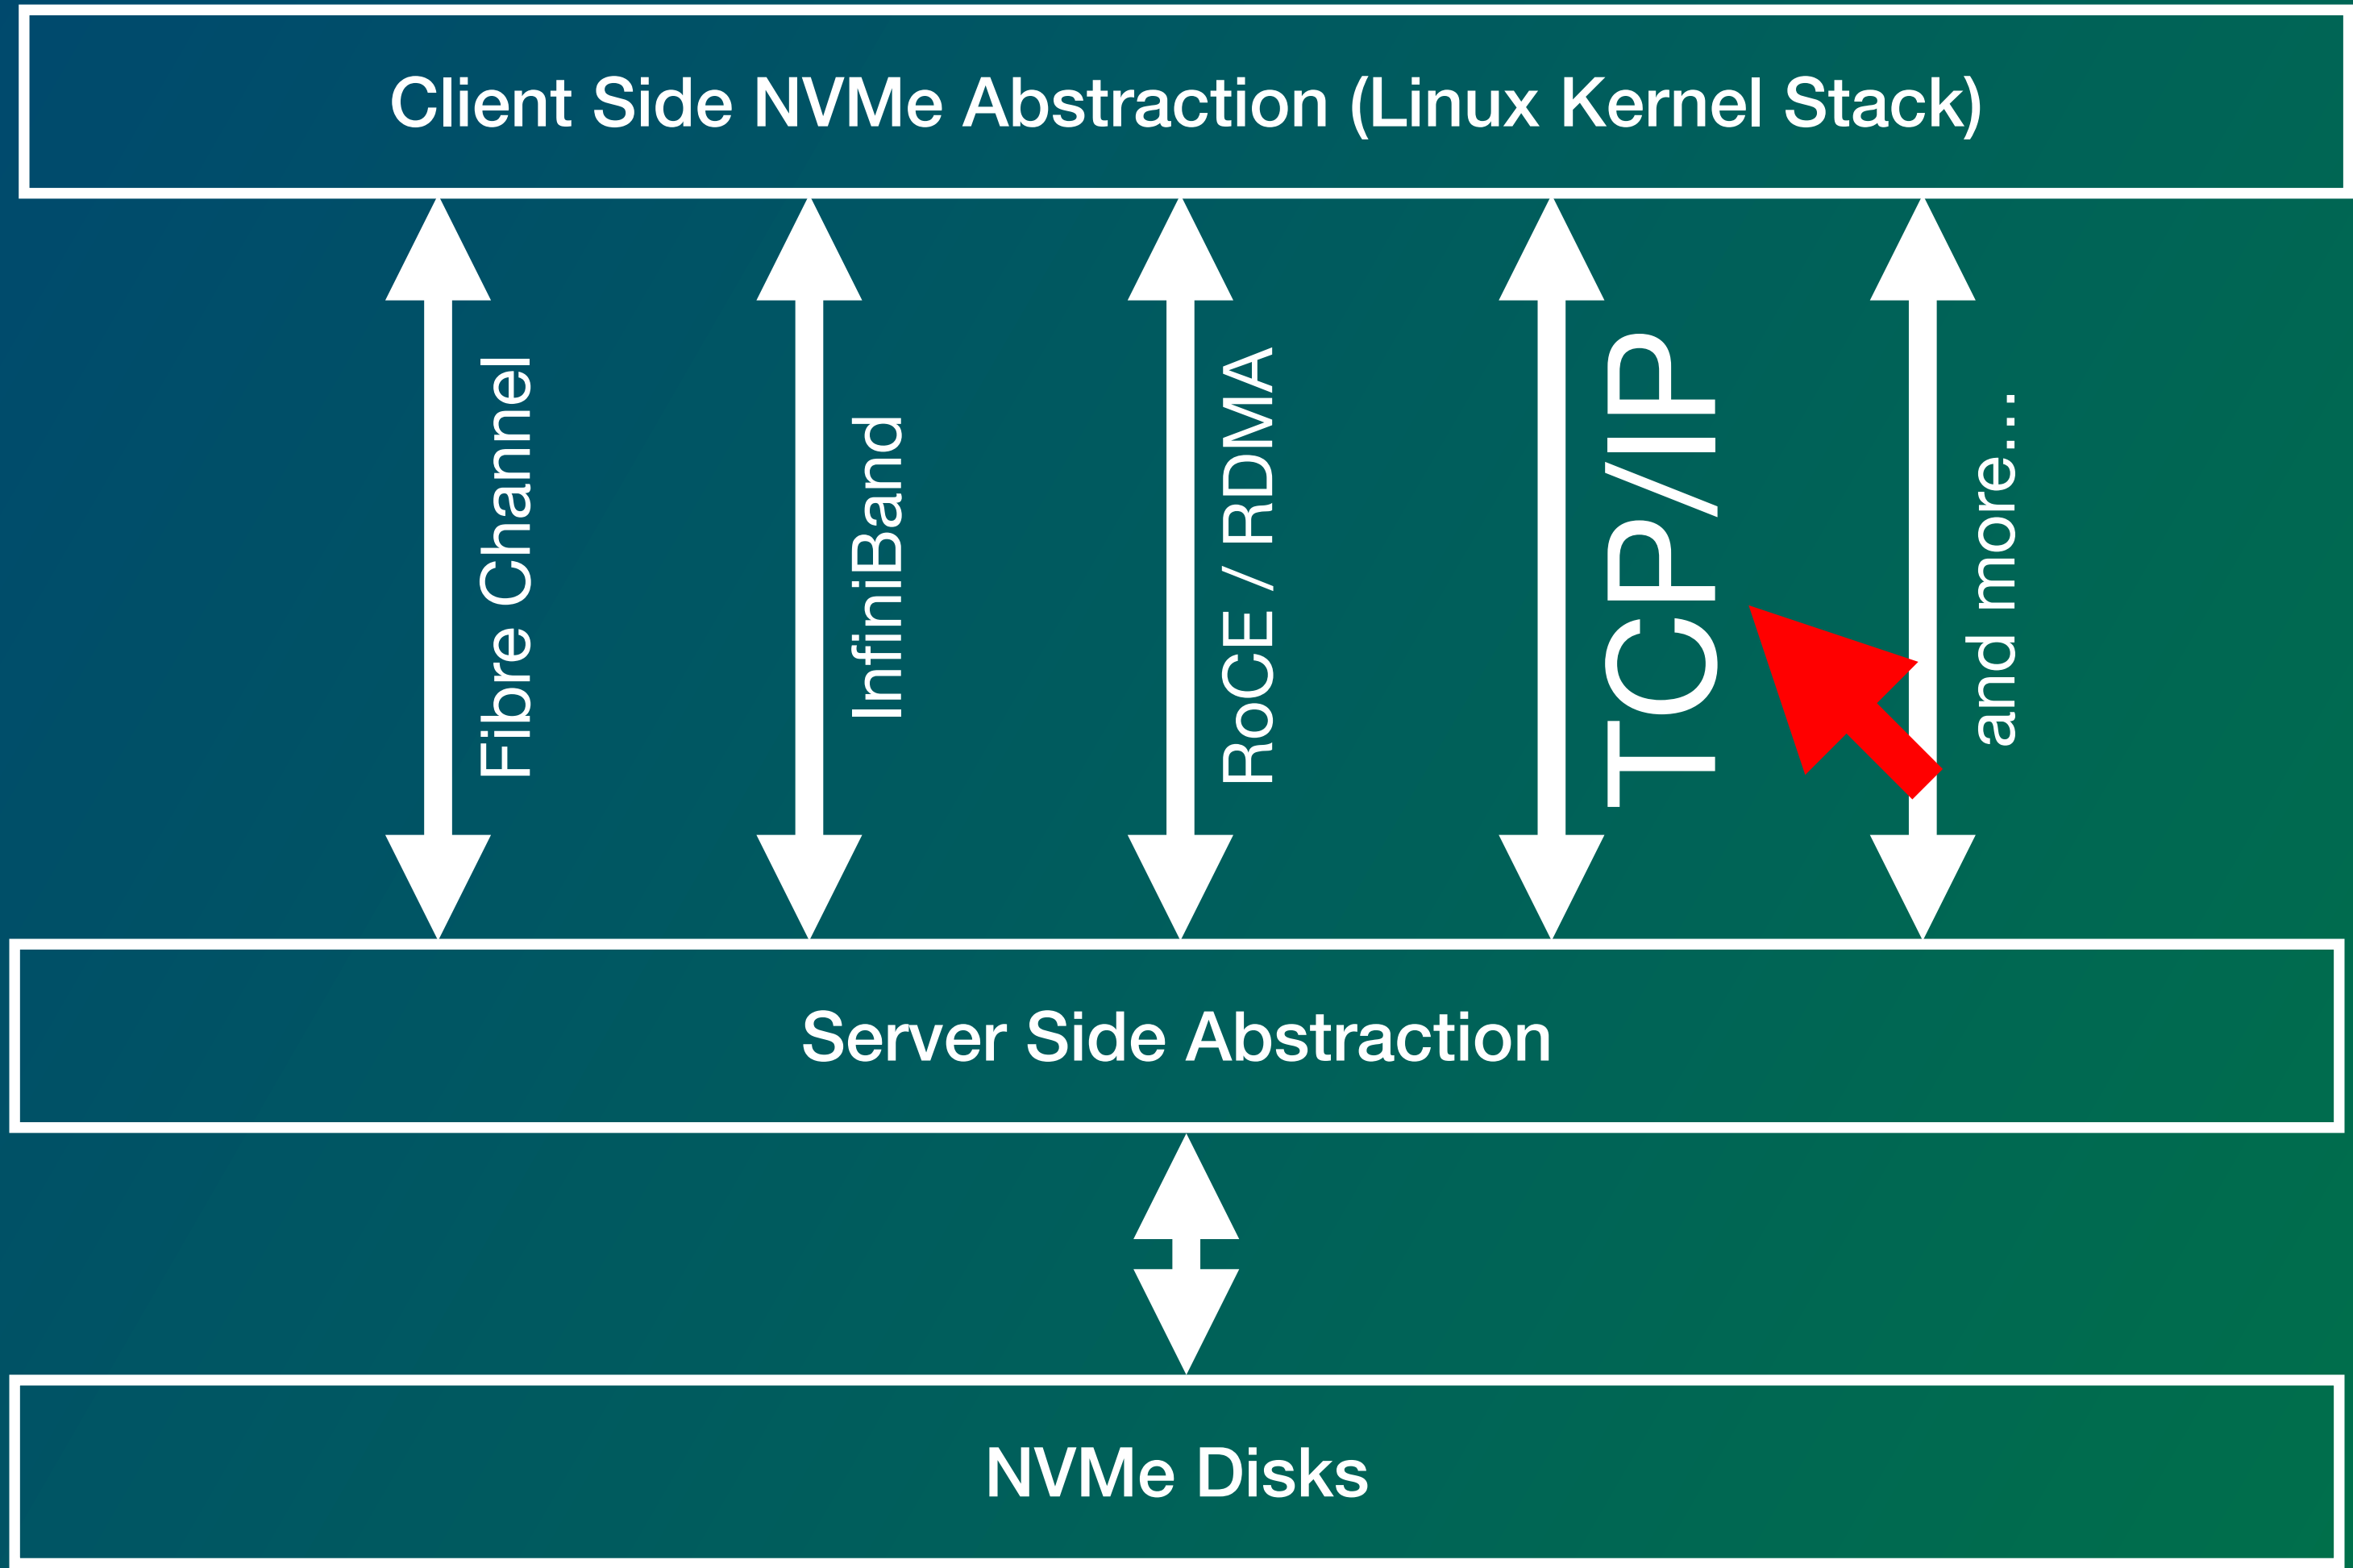 Client Side NVMe Abstraction (Linux Kernel Stack)
Fibre Channel
InfiniBand
RoCE / RDMA
TCP/IP
and more...
Server Side Abstraction
NVMe Disks